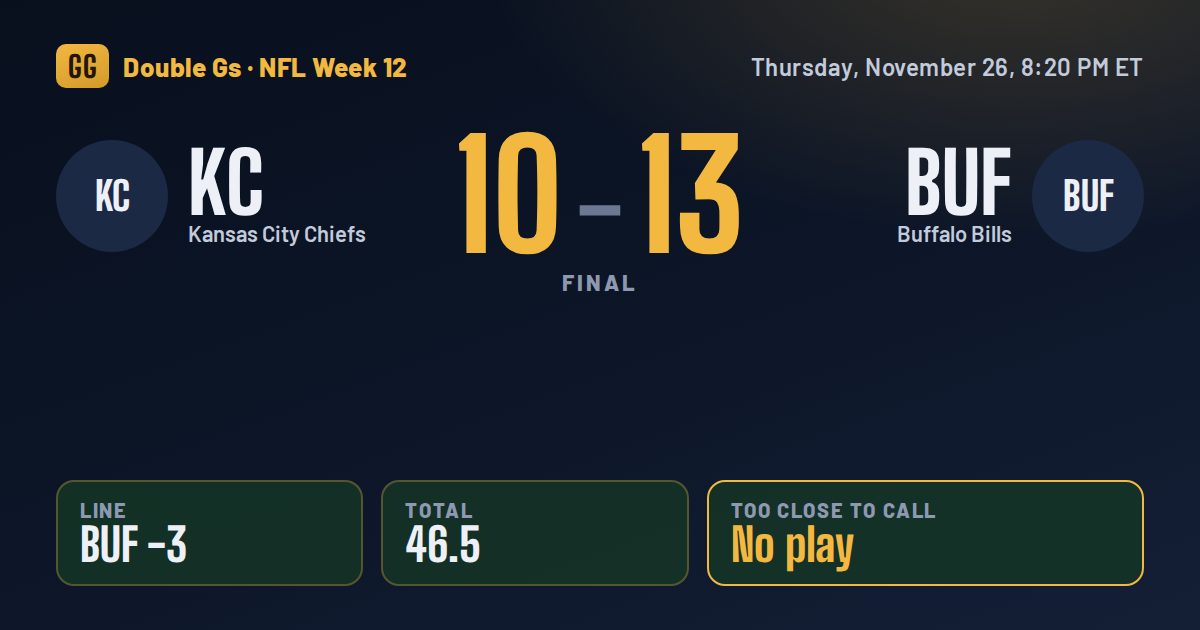 GG Double Gs · NFL Week 12
Thursday, November 26, 8:20 PM ET
KC
KC
Kansas City Chiefs
10 – 13
FINAL
BUF
Buffalo Bills
BUF
LINE
BUF −3
TOTAL
46.5
TOO CLOSE TO CALL
No play